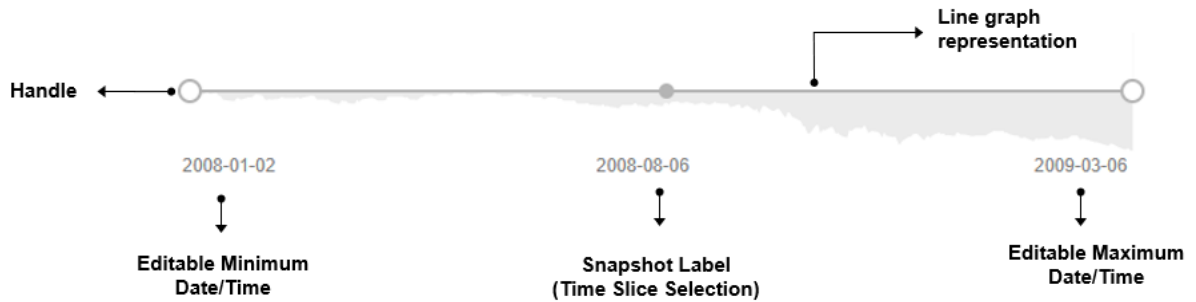 Line graph
representation
Handle
2008-01-02
2008-08-06
2009-03-06
Editable Minimum
Date/Time
Snapshot Label
(Time Slice Selection)
Editable Maximum
Date/Time